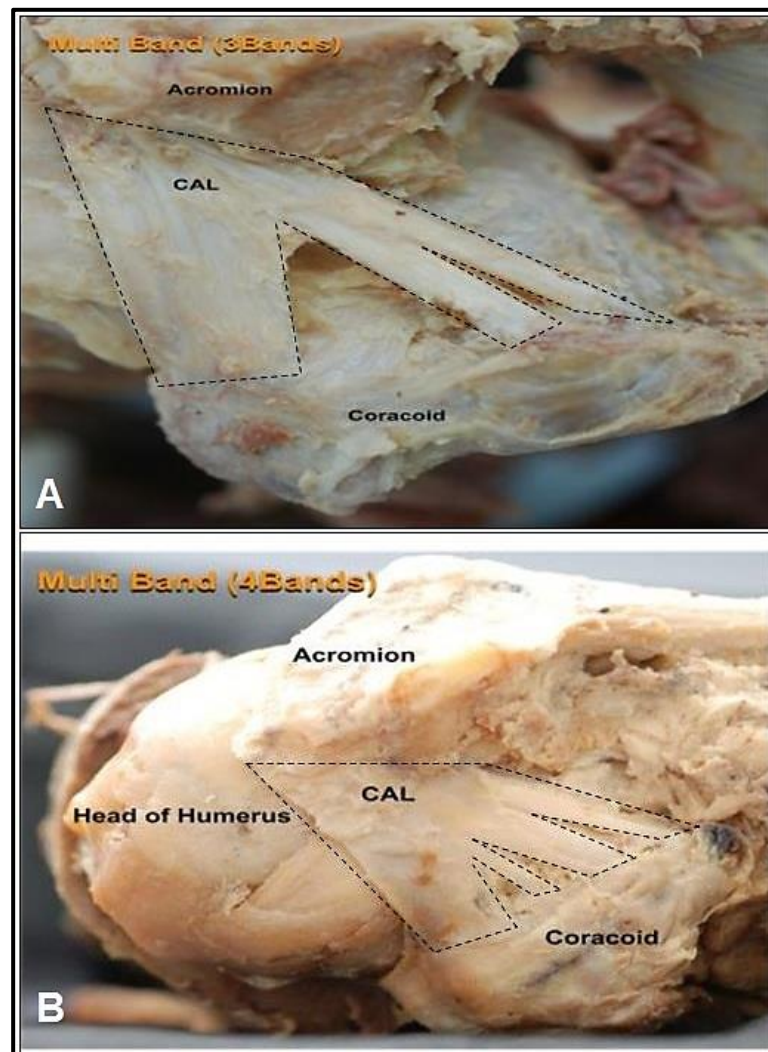 Multi Band (3Bands)
Acromion
CAL
Coracoid
A
Multi Band (4Bands)
Acromion
CAL
Head of Humerus
Coracoid
B